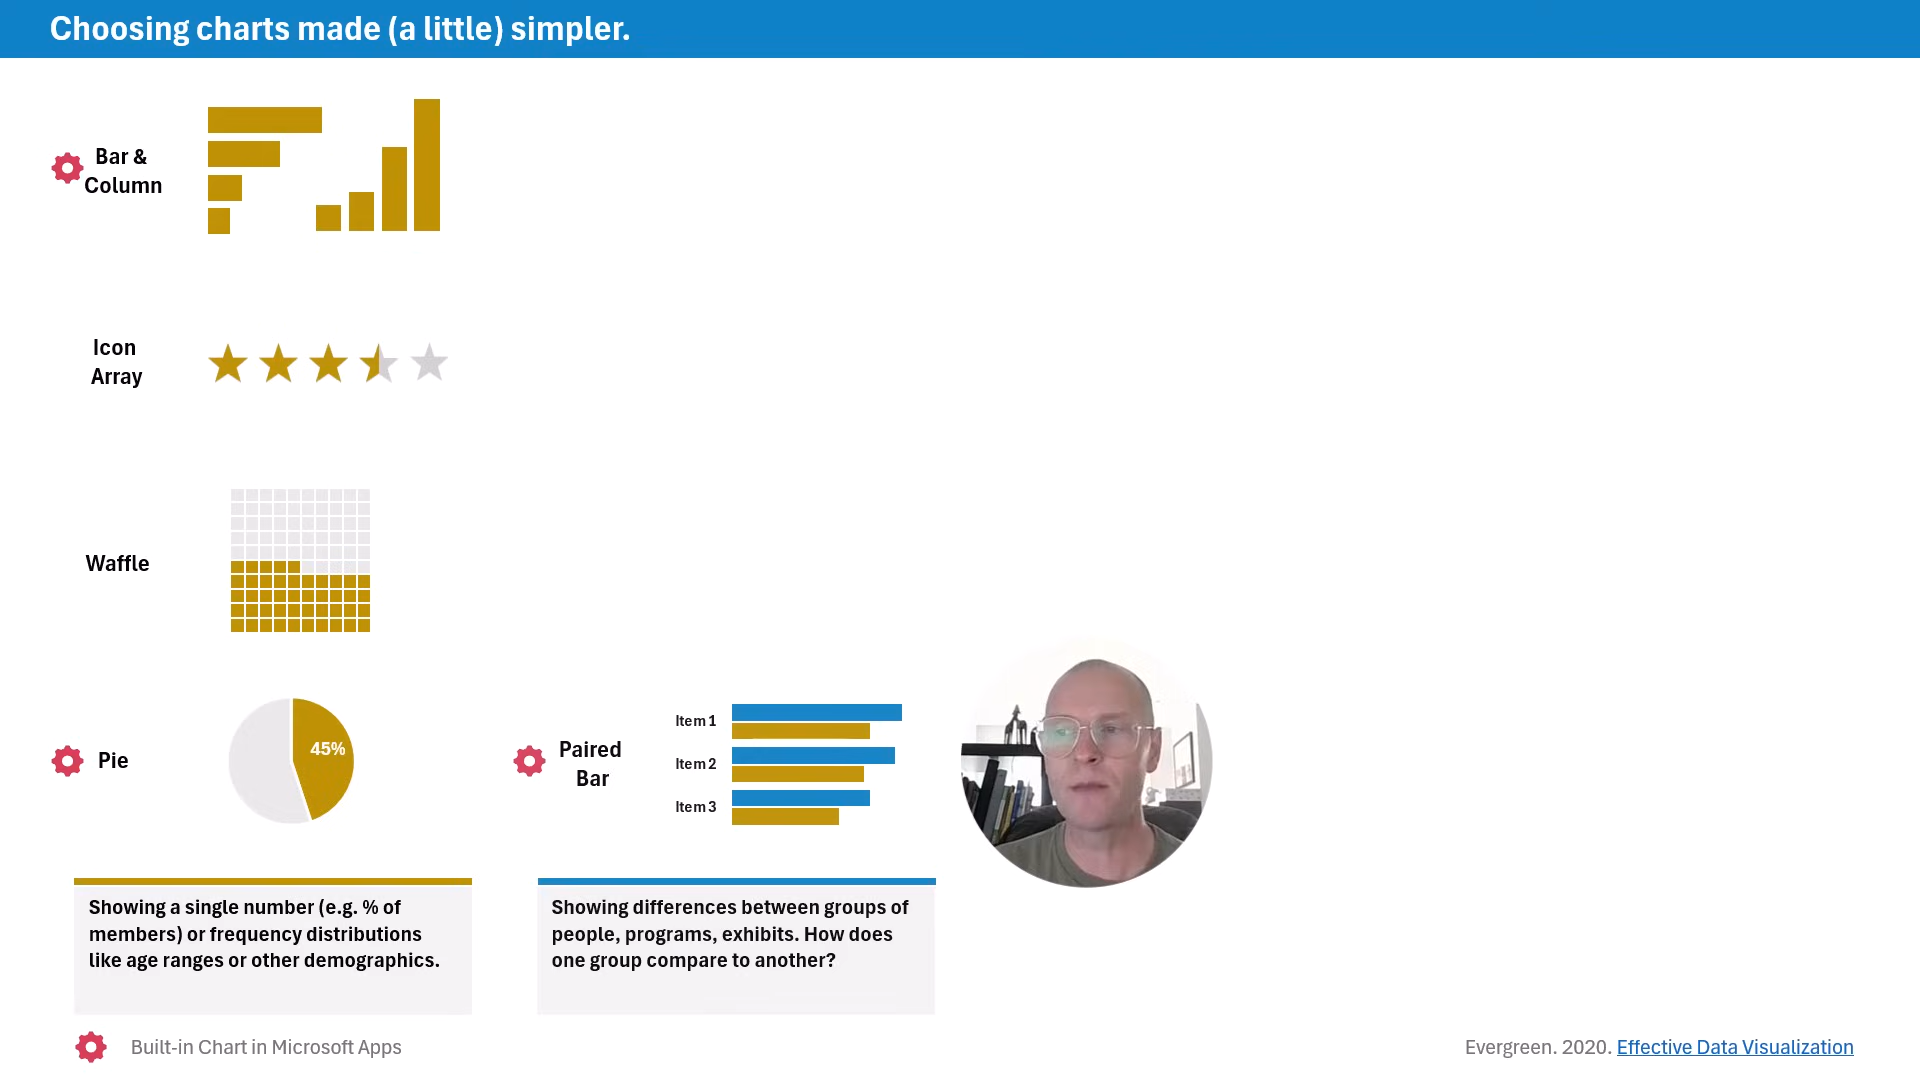 Choosing charts made (a little) simpler.
Bar &
Column
Icon
Array
Waffle
Pie
45%
Paired
Bar
Item 1
Item 2
Item 3
Showing a single number (e.g. % of
members) or frequency distributions
like age ranges or other demographics.
Showing differences between groups of
people, programs, exhibits. How does
one group compare to another?
Built-in Chart in Microsoft Apps
Evergreen. 2020. Effective Data Visualization